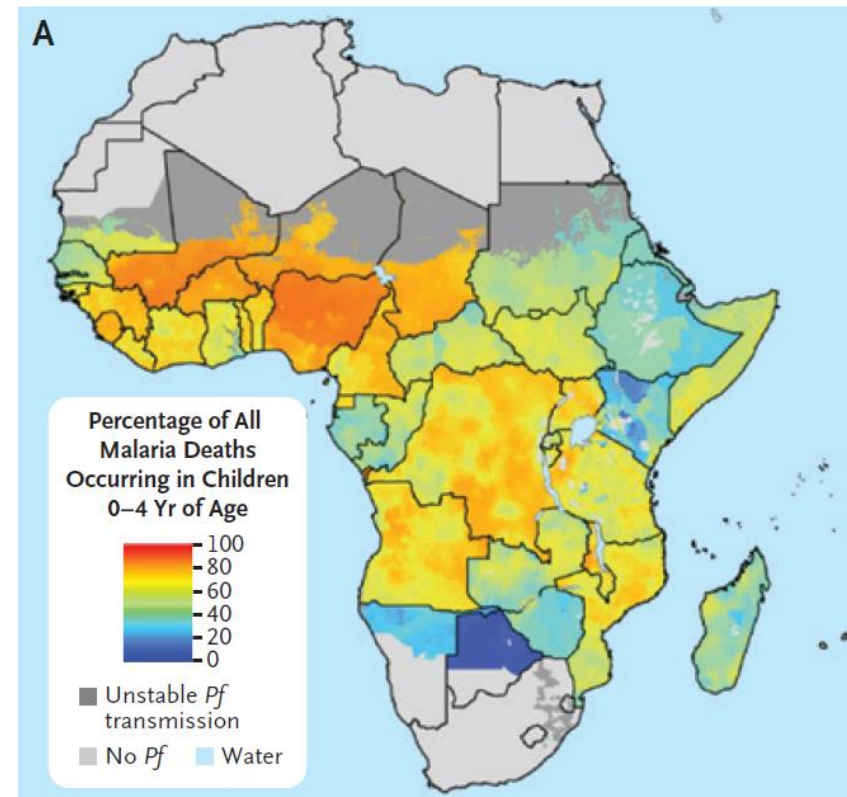 A
Percentage of All
Malaria Deaths
Occurring in Children
0–4 Yr of Age
100
80
60
40
20
0
Unstable Pf
transmission
No Pf
Water